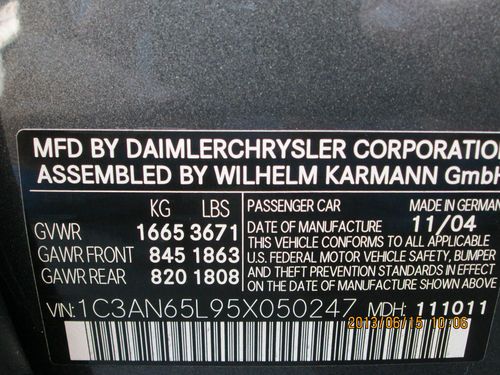 MFD BY DAIMLERCHRYSLER CORPORATION
ASSEMBLED BY WILHELM KARMANN GmbH
KG LBS
GVWR 1665 3671
GAWR FRONT 845 1863
GAWR REAR 820 1808
PASSENGER CAR MADE IN GERMAN
DATE OF MANUFACTURE 11/04
THIS VEHICLE CONFORMS TO ALL APPLICABLE
U.S. FEDERAL MOTOR VEHICLE SAFETY, BUMPER
AND THEFT PREVENTION STANDARDS IN EFFECT
ON THE DATE OF MANUFACTURE SHOWN ABOVE.
VIN: 1C3AN65L95X050247 MDH: 111011
2013/06/15 10:06